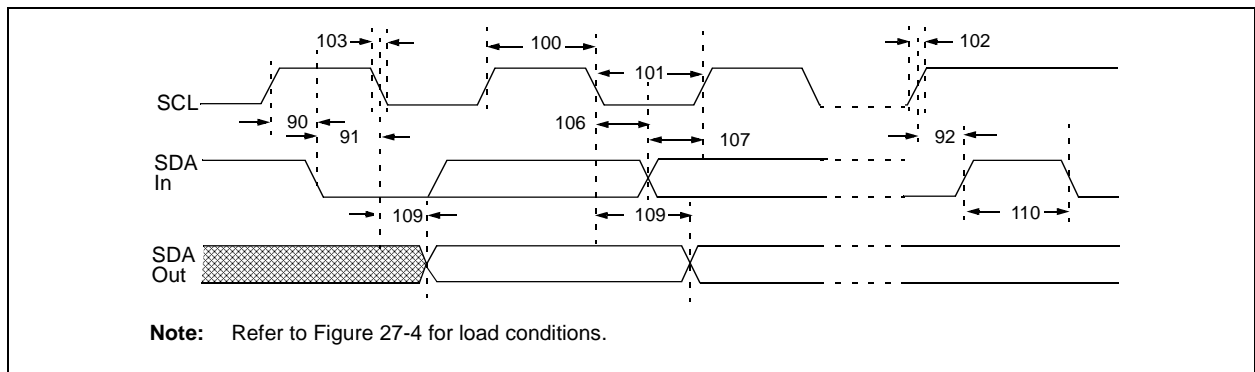 103
100
101
102
SCL
90
91
106
107
92
SDA
In
109
109
110
SDA
Out
Note: Refer to Figure 27-4 for load conditions.